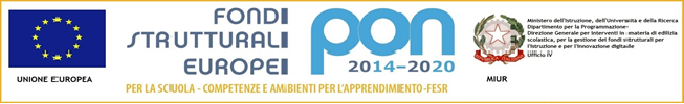 FONDI
STRUTTURALI
EUROPEI
pon
2014-2020
UNIONE EUROPEA
Ministero dell'Istruzione, dell'Università e della Ricerca
Dipartimento per la Programmazione
Direzione Generale per interventi in materia di edilizia
scolastica, per la gestione dei fondi strutturali per
l'istruzione e per l'innovazione digitale
Ufficio IV
MIUR
PER LA SCUOLA - COMPETENZE E AMBIENTI PER L'APPRENDIMENTO-FESR